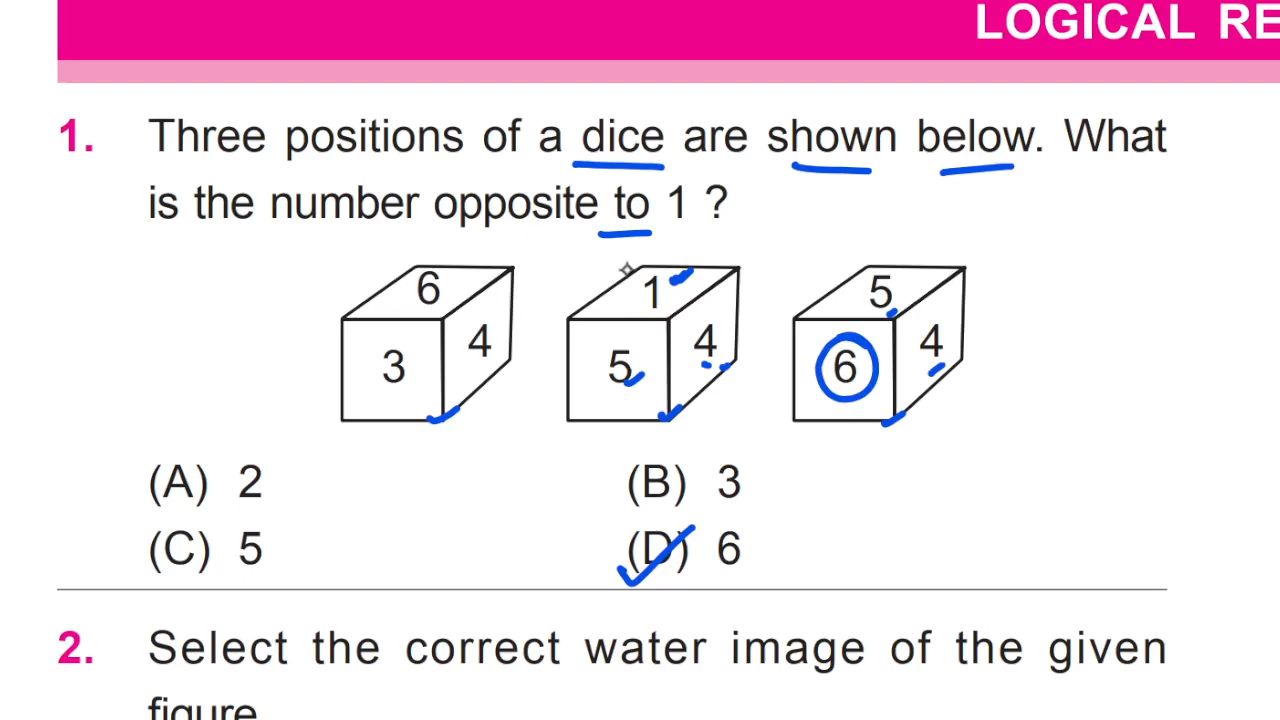 LOGICAL RE
1. Three positions of a dice are shown below. What
is the number opposite to 1 ?
6 1 5
3 4 5 4 6 4
(A) 2 (B) 3
(C) 5 (D) 6
2. Select the correct water image of the given
figure